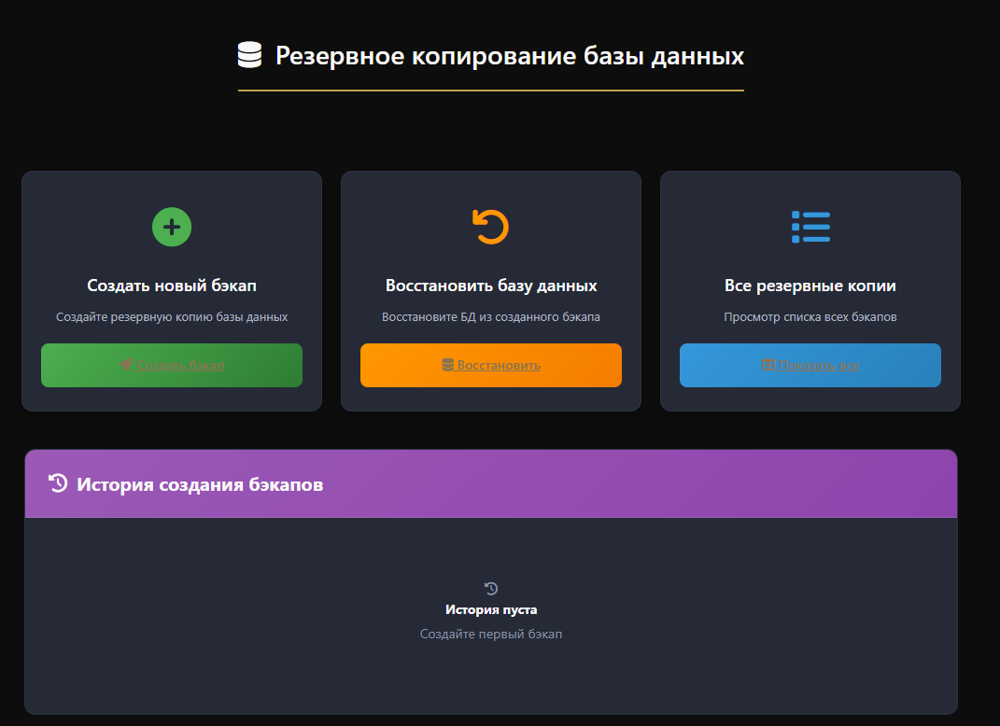 Резервное копирование базы данных
Создать новый бэкап
Создайте резервную копию базы данных
Создать бэкап
Восстановить базу данных
Восстановите БД из созданного бэкапа
Восстановить
Все резервные копии
Просмотр списка всех бэкапов
Показать все
История создания бэкапов
История пуста
Создайте первый бэкап